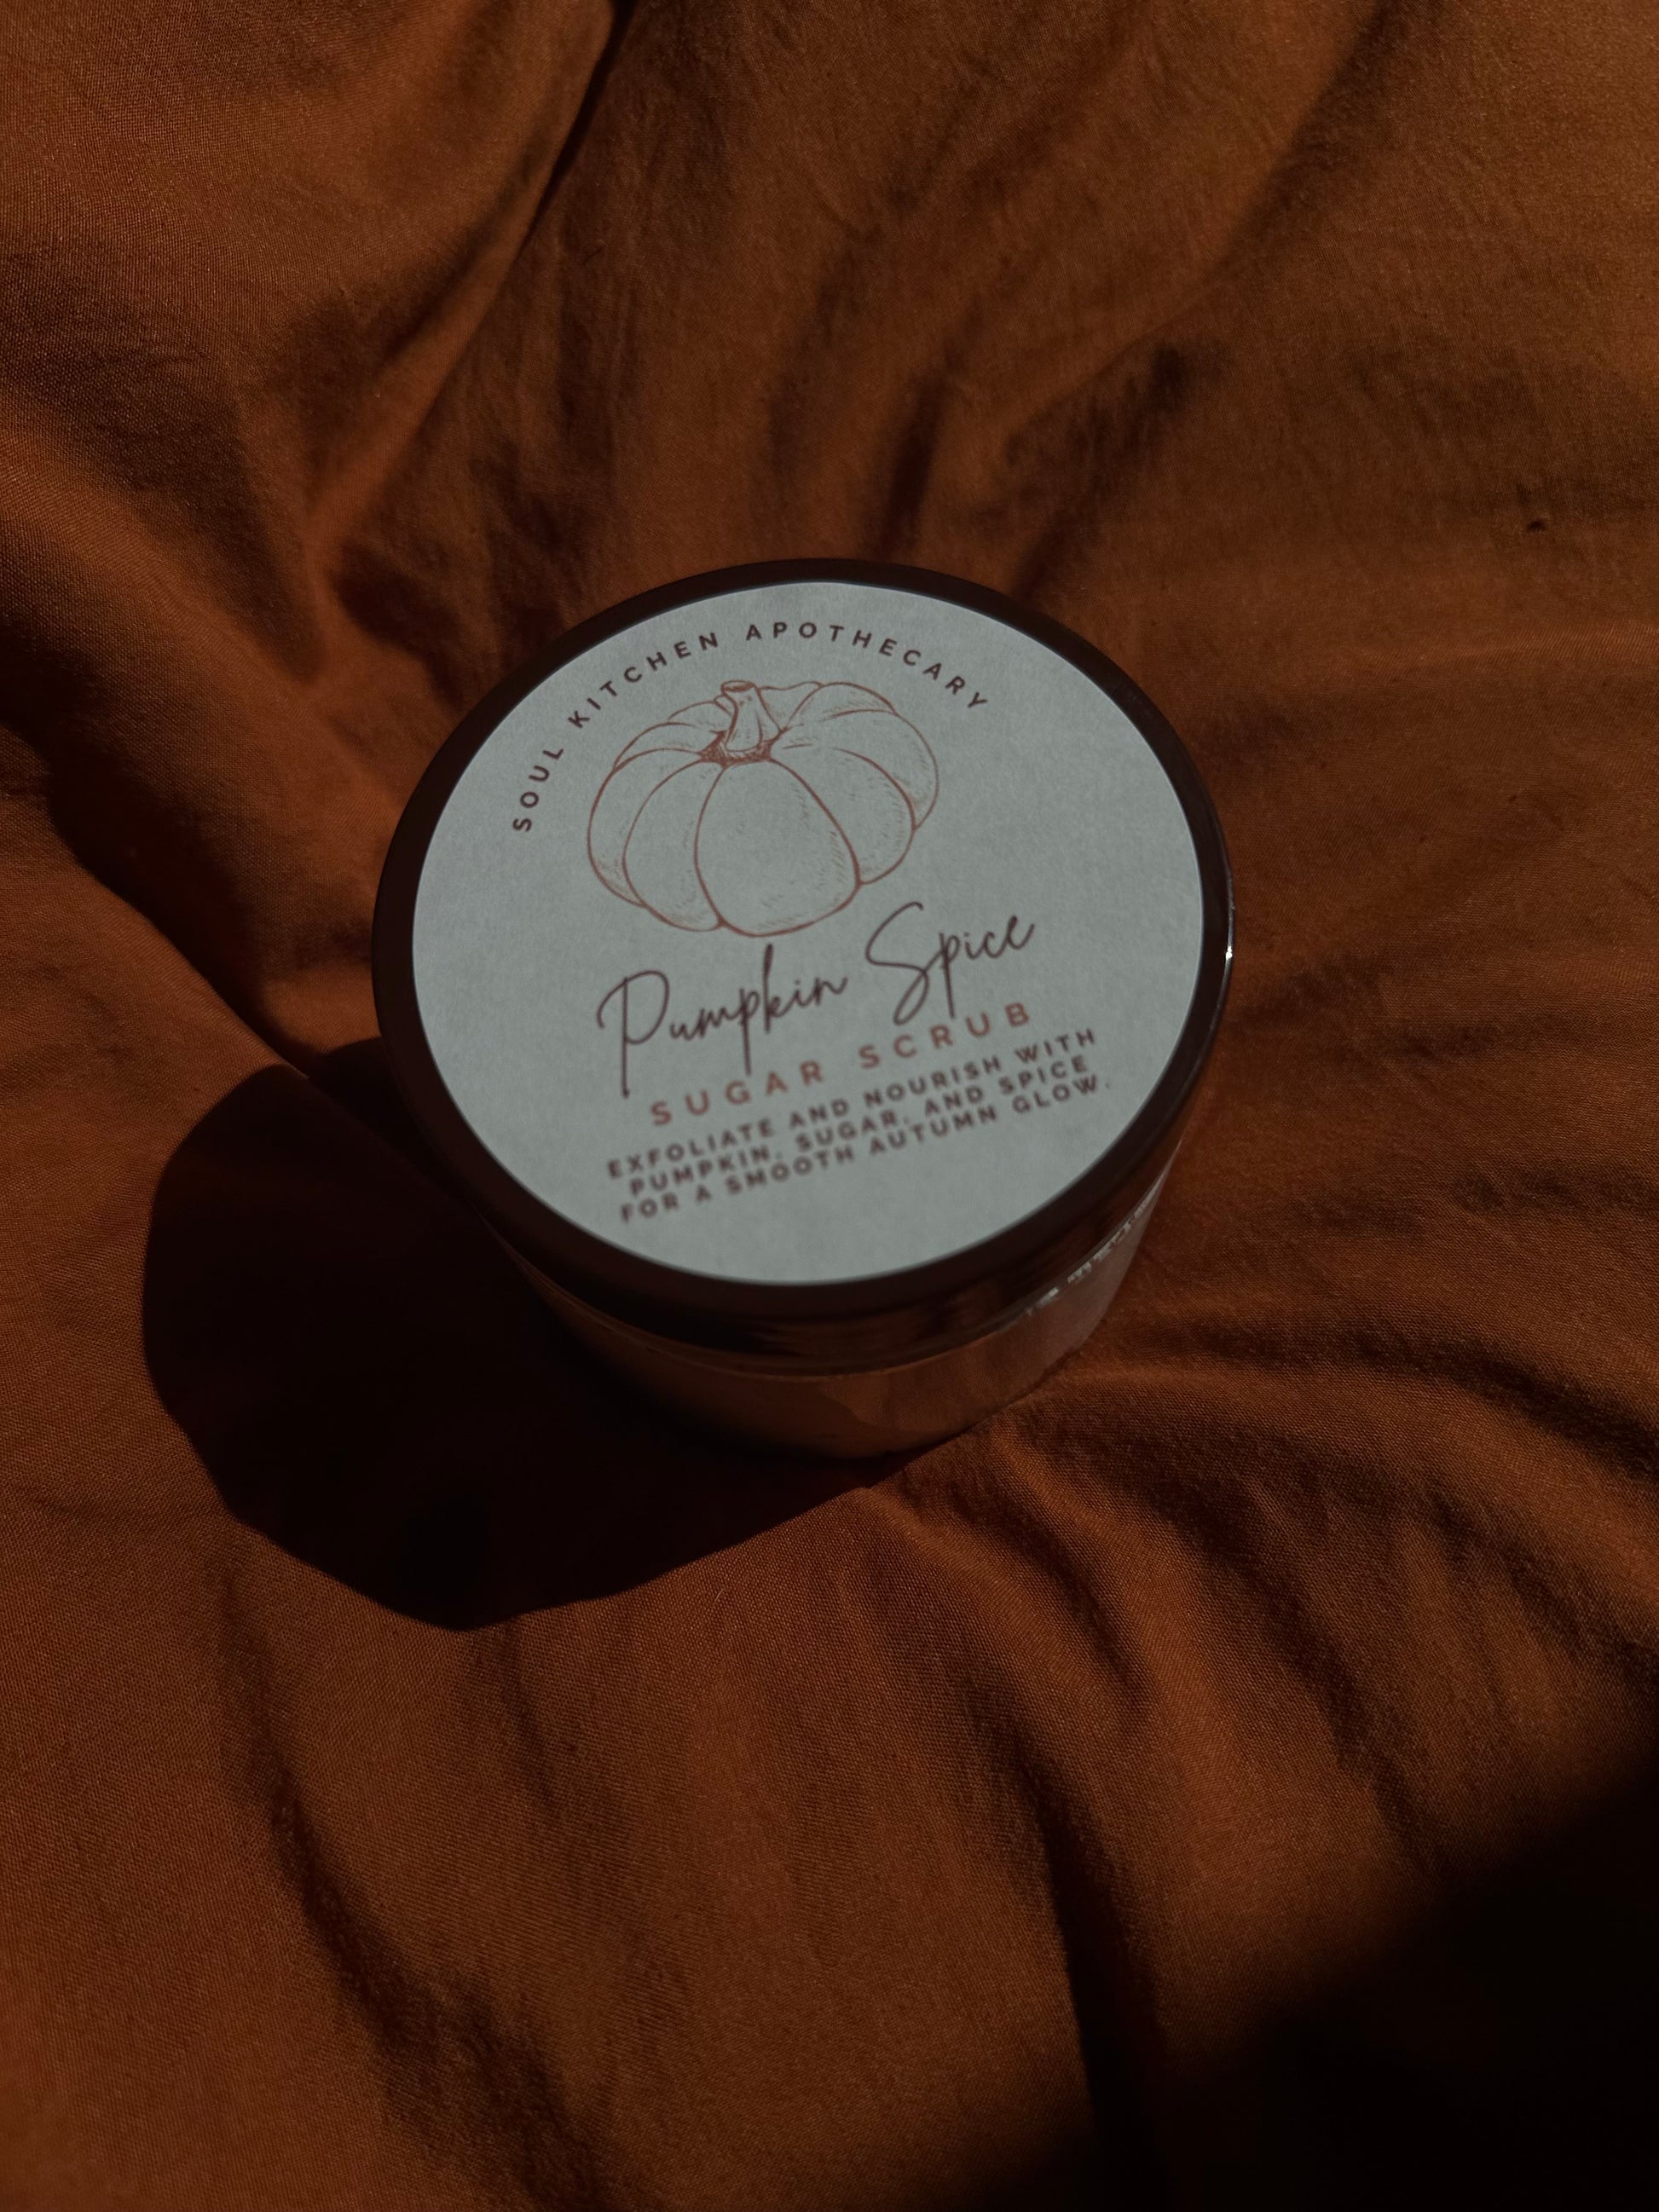 SOUL KITCHEN APOTHECARY
Pumpkin Spice
SUGAR SCRUB
EXFOLIATE AND NOURISH WITH
PUMPKIN, SUGAR, AND SPICE
FOR A SMOOTH AUTUMN GLOW.